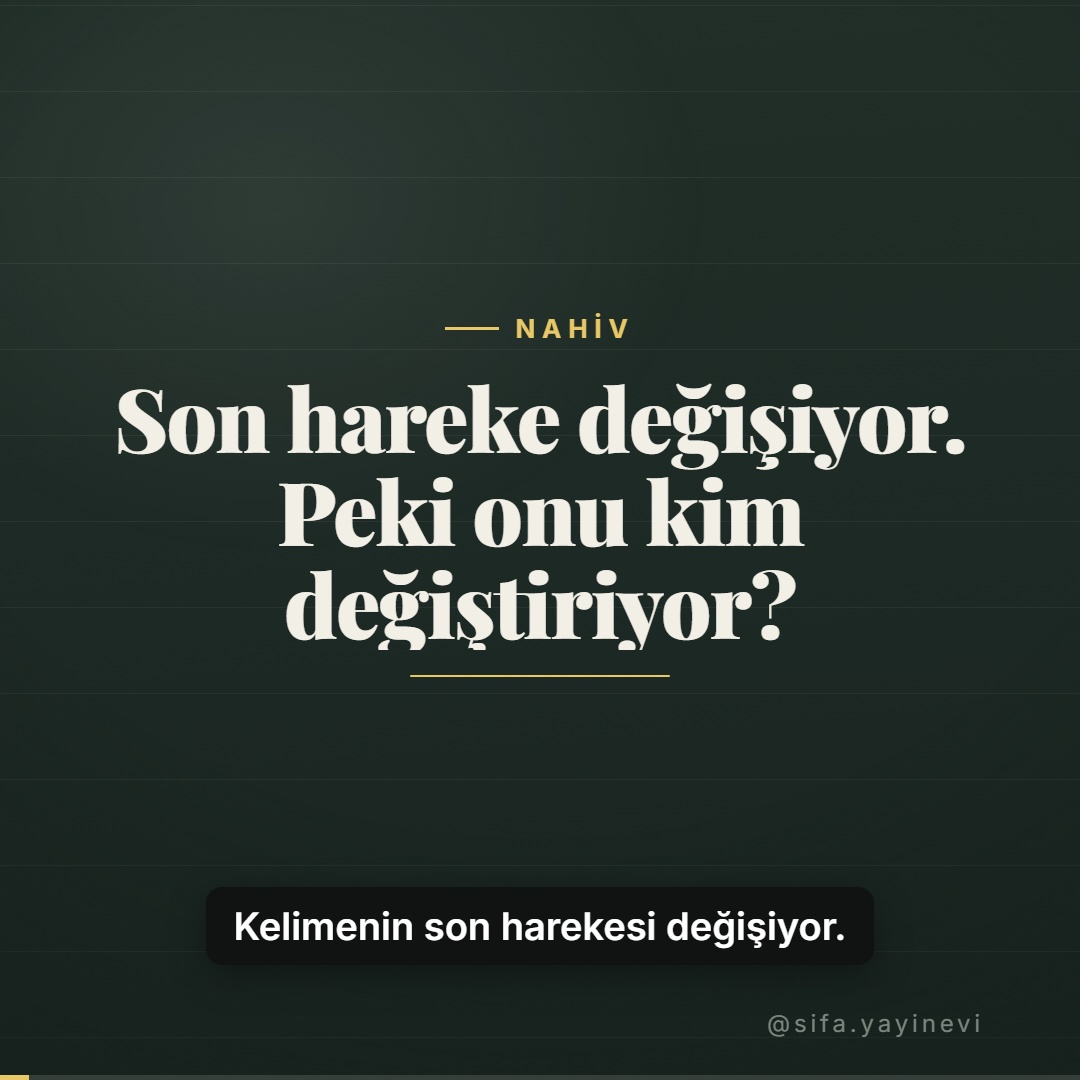 NAHİV
Son hareke değişiyor.
Peki onu kim
değiştiriyor?
Kelimenin son harekesi değişiyor.
@sifa.yayinevi